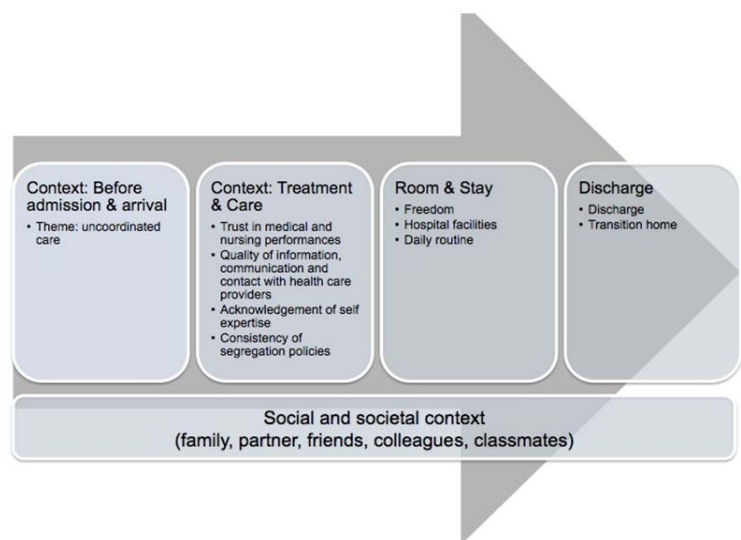 Context: Before
admission & arrival
• Theme: uncoordinated
care
Context: Treatment
& Care
• Trust in medical and
nursing performances
• Quality of information,
communication and
contact with health care
providers
• Acknowledgement of self
expertise
• Consistency of
segregation policies
Room & Stay
• Freedom
• Hospital facilities
• Daily routine
Discharge
• Discharge
• Transition home
Social and societal context
(family, partner, friends, colleagues, classmates)